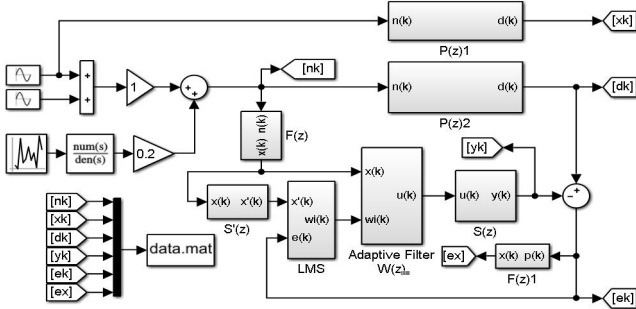 n(k) d(k)
[xk]
P(z)1
[nk]
+
+
1
+
+
n(k) d(k)
[dk]
P(z)2
num(s)
den(s)
0.2
n(k)
x(k)
F(z)
[yk]
x(k)
u(k)
wi(k)
Adaptive Filter
W(z)
x(k) x'(k)
S'(z)
x'(k)
wi(k)
e(k)
LMS
u(k) y(k)
S(z)
- +
[nk]
[xk]
[dk]
[yk]
[ek]
[ex]
data.mat
[ex]
x(k) p(k)
F(z)1
[ek]